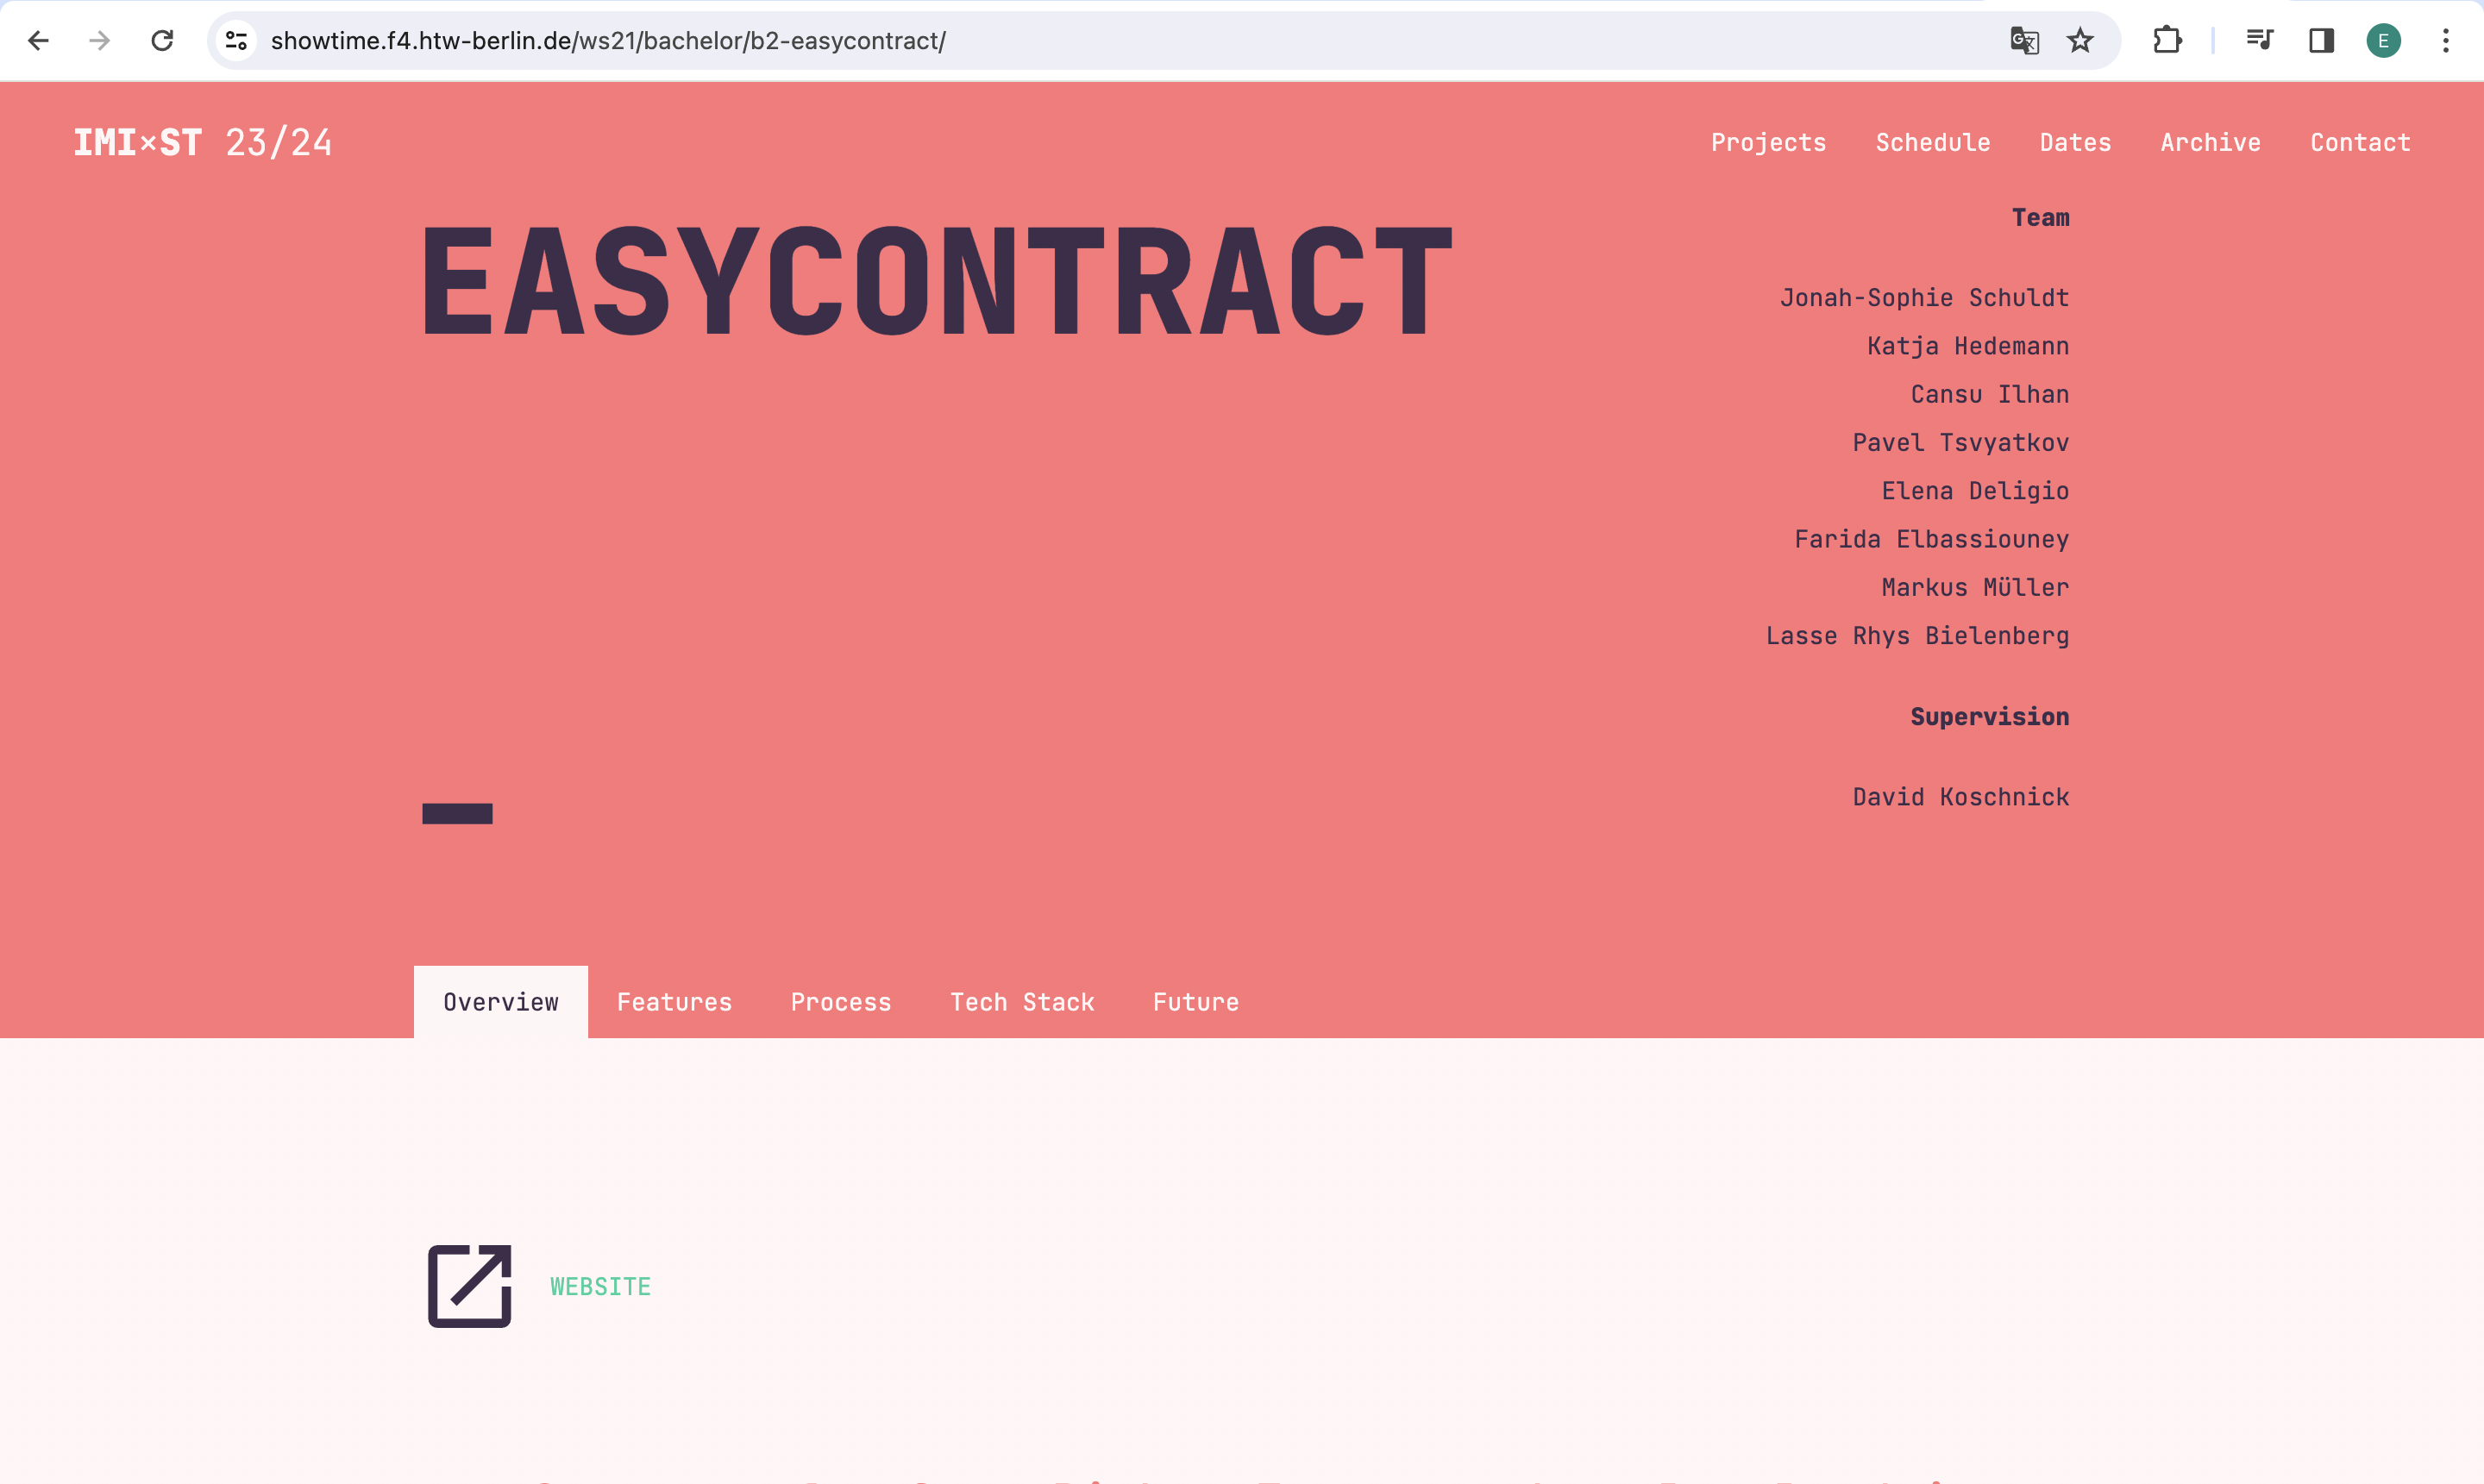 showtime.f4.htw-berlin.de/ws21/bachelor/b2-easycontract/
E
IMI×ST 23/24
Projects Schedule Dates Archive Contact
EASYCONTRACT
Team
Jonah-Sophie Schuldt
Katja Hedemann
Cansu Ilhan
Pavel Tsvyatkov
Elena Deligio
Farida Elbassiouney
Markus Müller
Lasse Rhys Bielenberg
Supervision
David Koschnick
Overview Features Process Tech Stack Future
WEBSITE